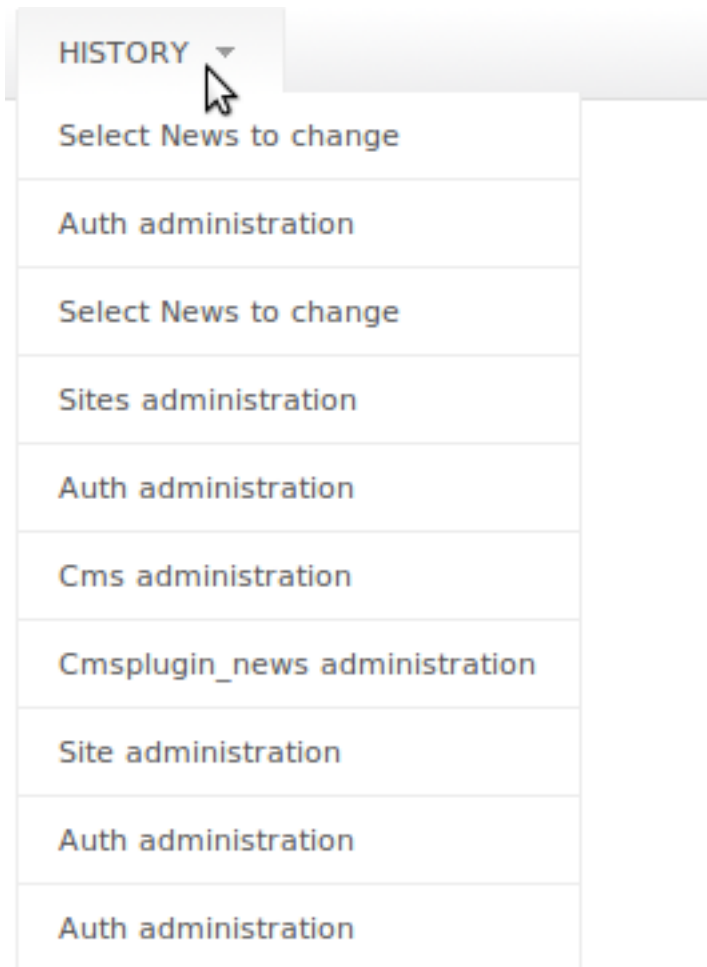 HISTORY
Select News to change
Auth administration
Select News to change
Sites administration
Auth administration
Cms administration
Cmsplugin_news administration
Site administration
Auth administration
Auth administration